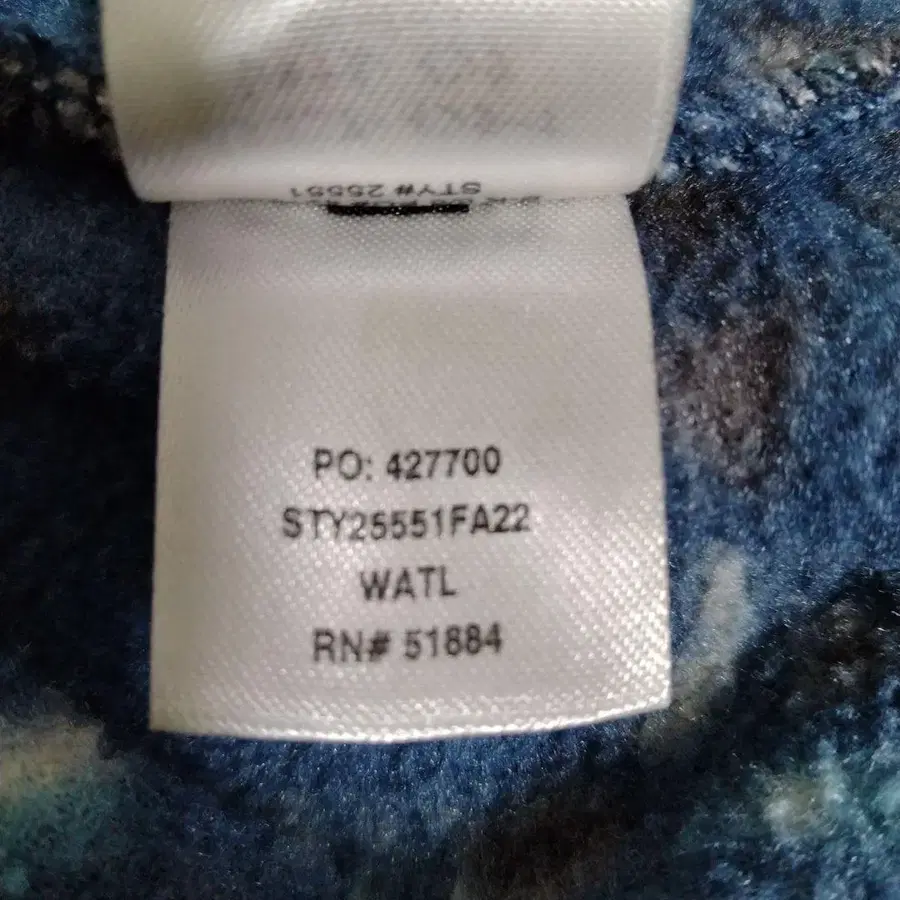 STY# 25551
PO: 427700
STY25551FA22
WATL
RN# 51884